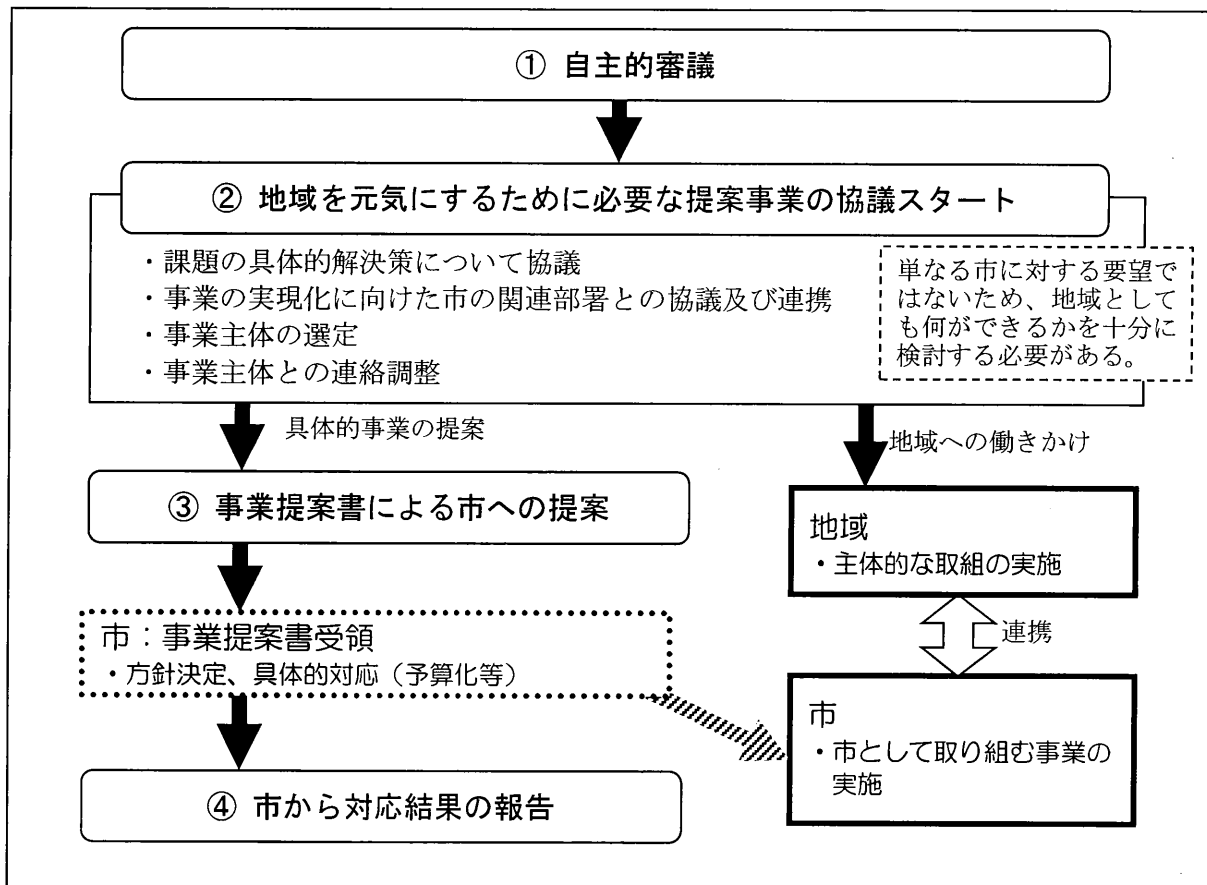 ① 自主的審議
② 地域を元気にするために必要な提案事業の協議スタート
・課題の具体的解決策について協議
・事業の実現化に向けた市の関連部署との協議及び連携
・事業主体の選定
・事業主体との連絡調整
単なる市に対する要望で
はないため、地域として
も何ができるかを十分に
検討する必要がある。
具体的事業の提案
地域への働きかけ
③ 事業提案書による市への提案
地域
・主体的な取組の実施
連携
市：事業提案書受領
・方針決定、具体的対応（予算化等）
市
・市として取り組む事業の
実施
④ 市から対応結果の報告